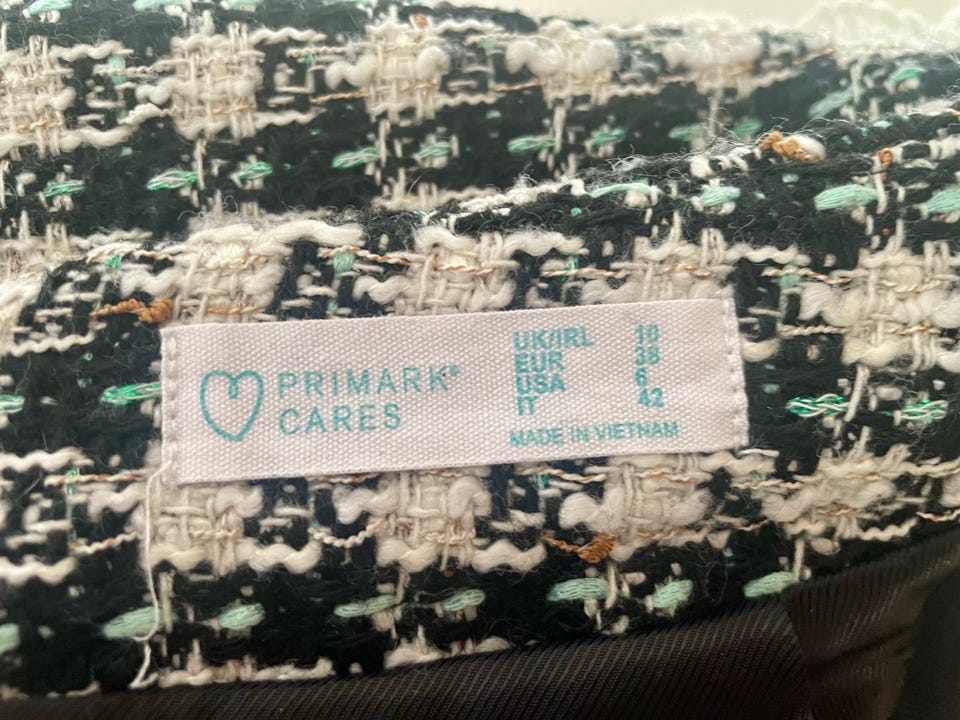 PRIMARK®
CARES
UK/IRL 10
EUR 38
USA 6
IT 42
MADE IN VIETNAM